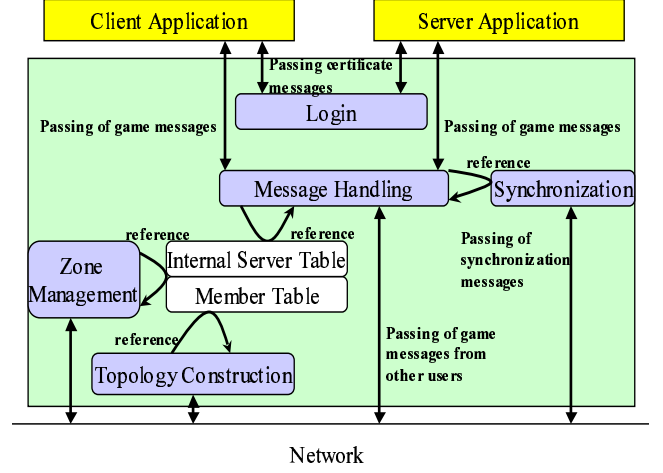 Client Application
Server Application
Passing certificate
messages
Login
Passing of game messages
Passing of game messages
reference
Message Handling
Synchronization
reference
reference
Passing of
synchronization
messages
Zone
Management
Internal Server Table
Member Table
reference
Passing of game
messages from
other users
Topology Construction
Network